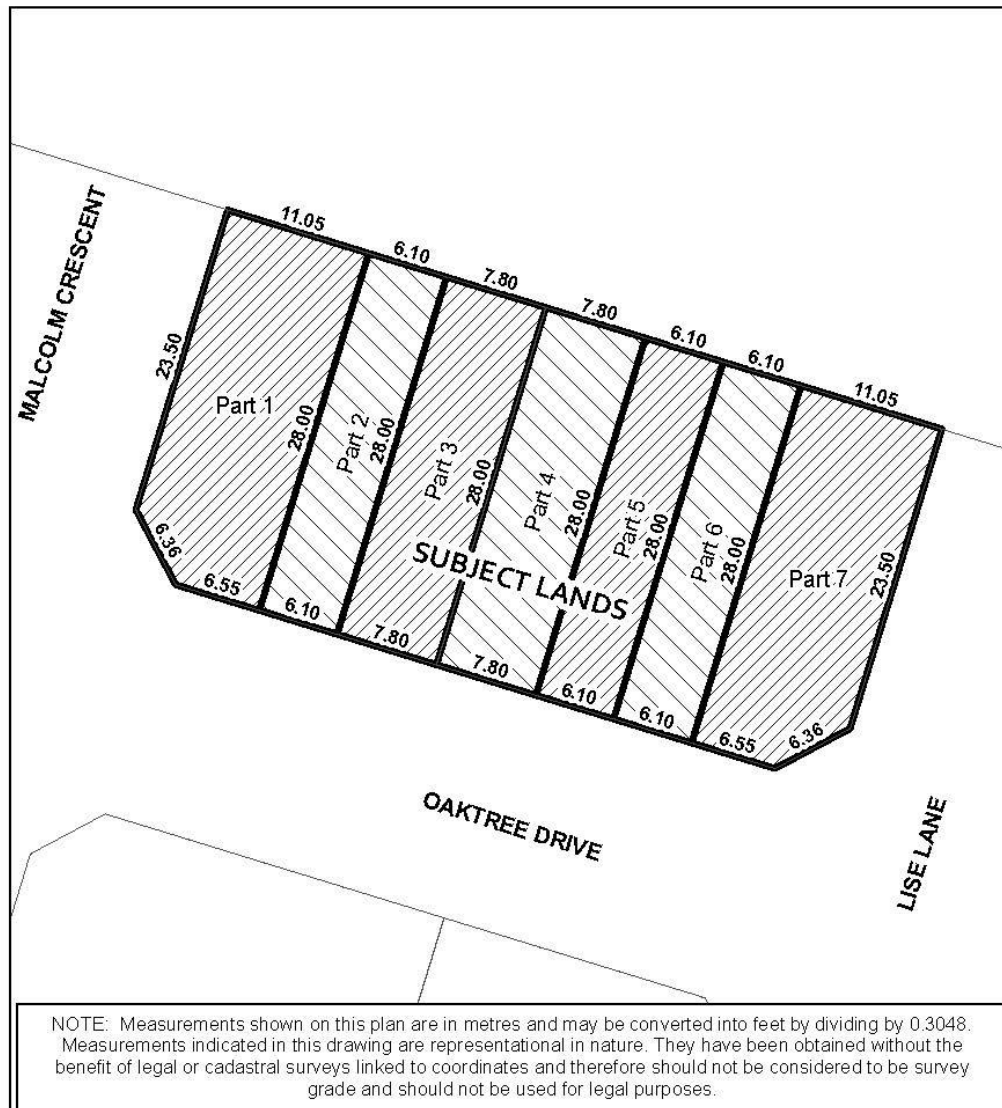 11.05
6.10
7.80
7.80
6.10
6.10
11.05
MALCOLM CRESCENT
23.50
Part 1
28.00
Part 2
28.00
Part 3
28.00
Part 4
28.00
Part 5
28.00
Part 6
28.00
Part 7
23.50
SUBJECT LANDS
6.36
6.55
6.10
7.80
7.80
6.10
6.10
6.55
6.36
OAKTREE DRIVE
LISE LANE
NOTE: Measurements shown on this plan are in metres and may be converted into feet by dividing by 0.3048.
Measurements indicated in this drawing are representational in nature. They have been obtained without the
benefit of legal or cadastral surveys linked to coordinates and therefore should not be considered to be survey
grade and should not be used for legal purposes.